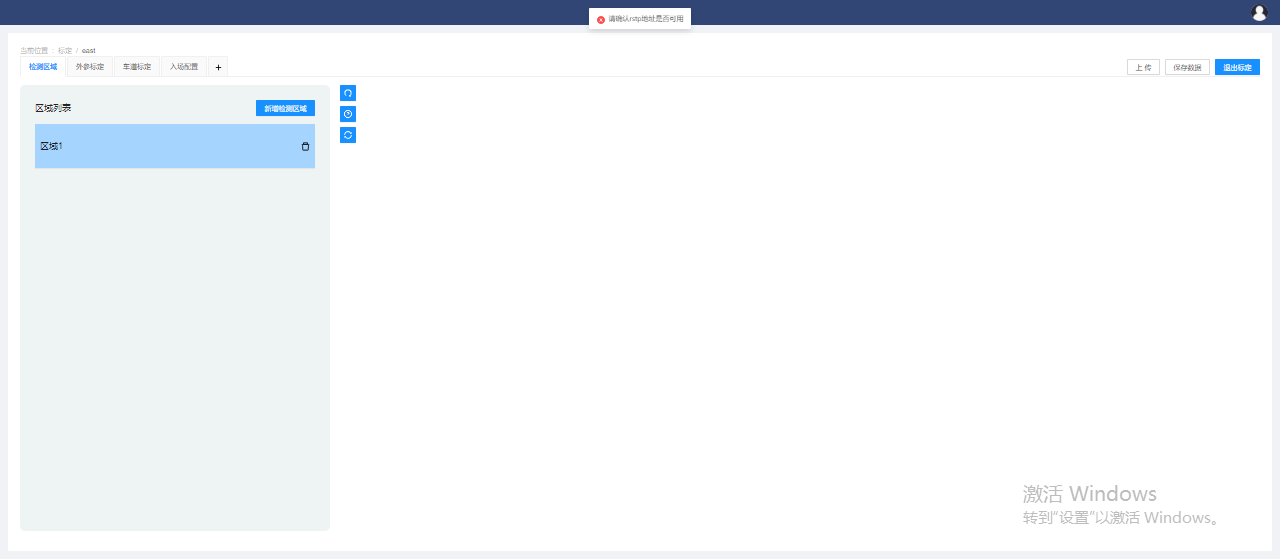 请确认rstp地址是否可用
当前位置 : 标定 / east
检测区域 外参标定 车道标定 入场配置 +
上 传 保存数据 退出标定
区域列表 新增检测区域
区域1
激活 Windows
转到"设置"以激活 Windows。